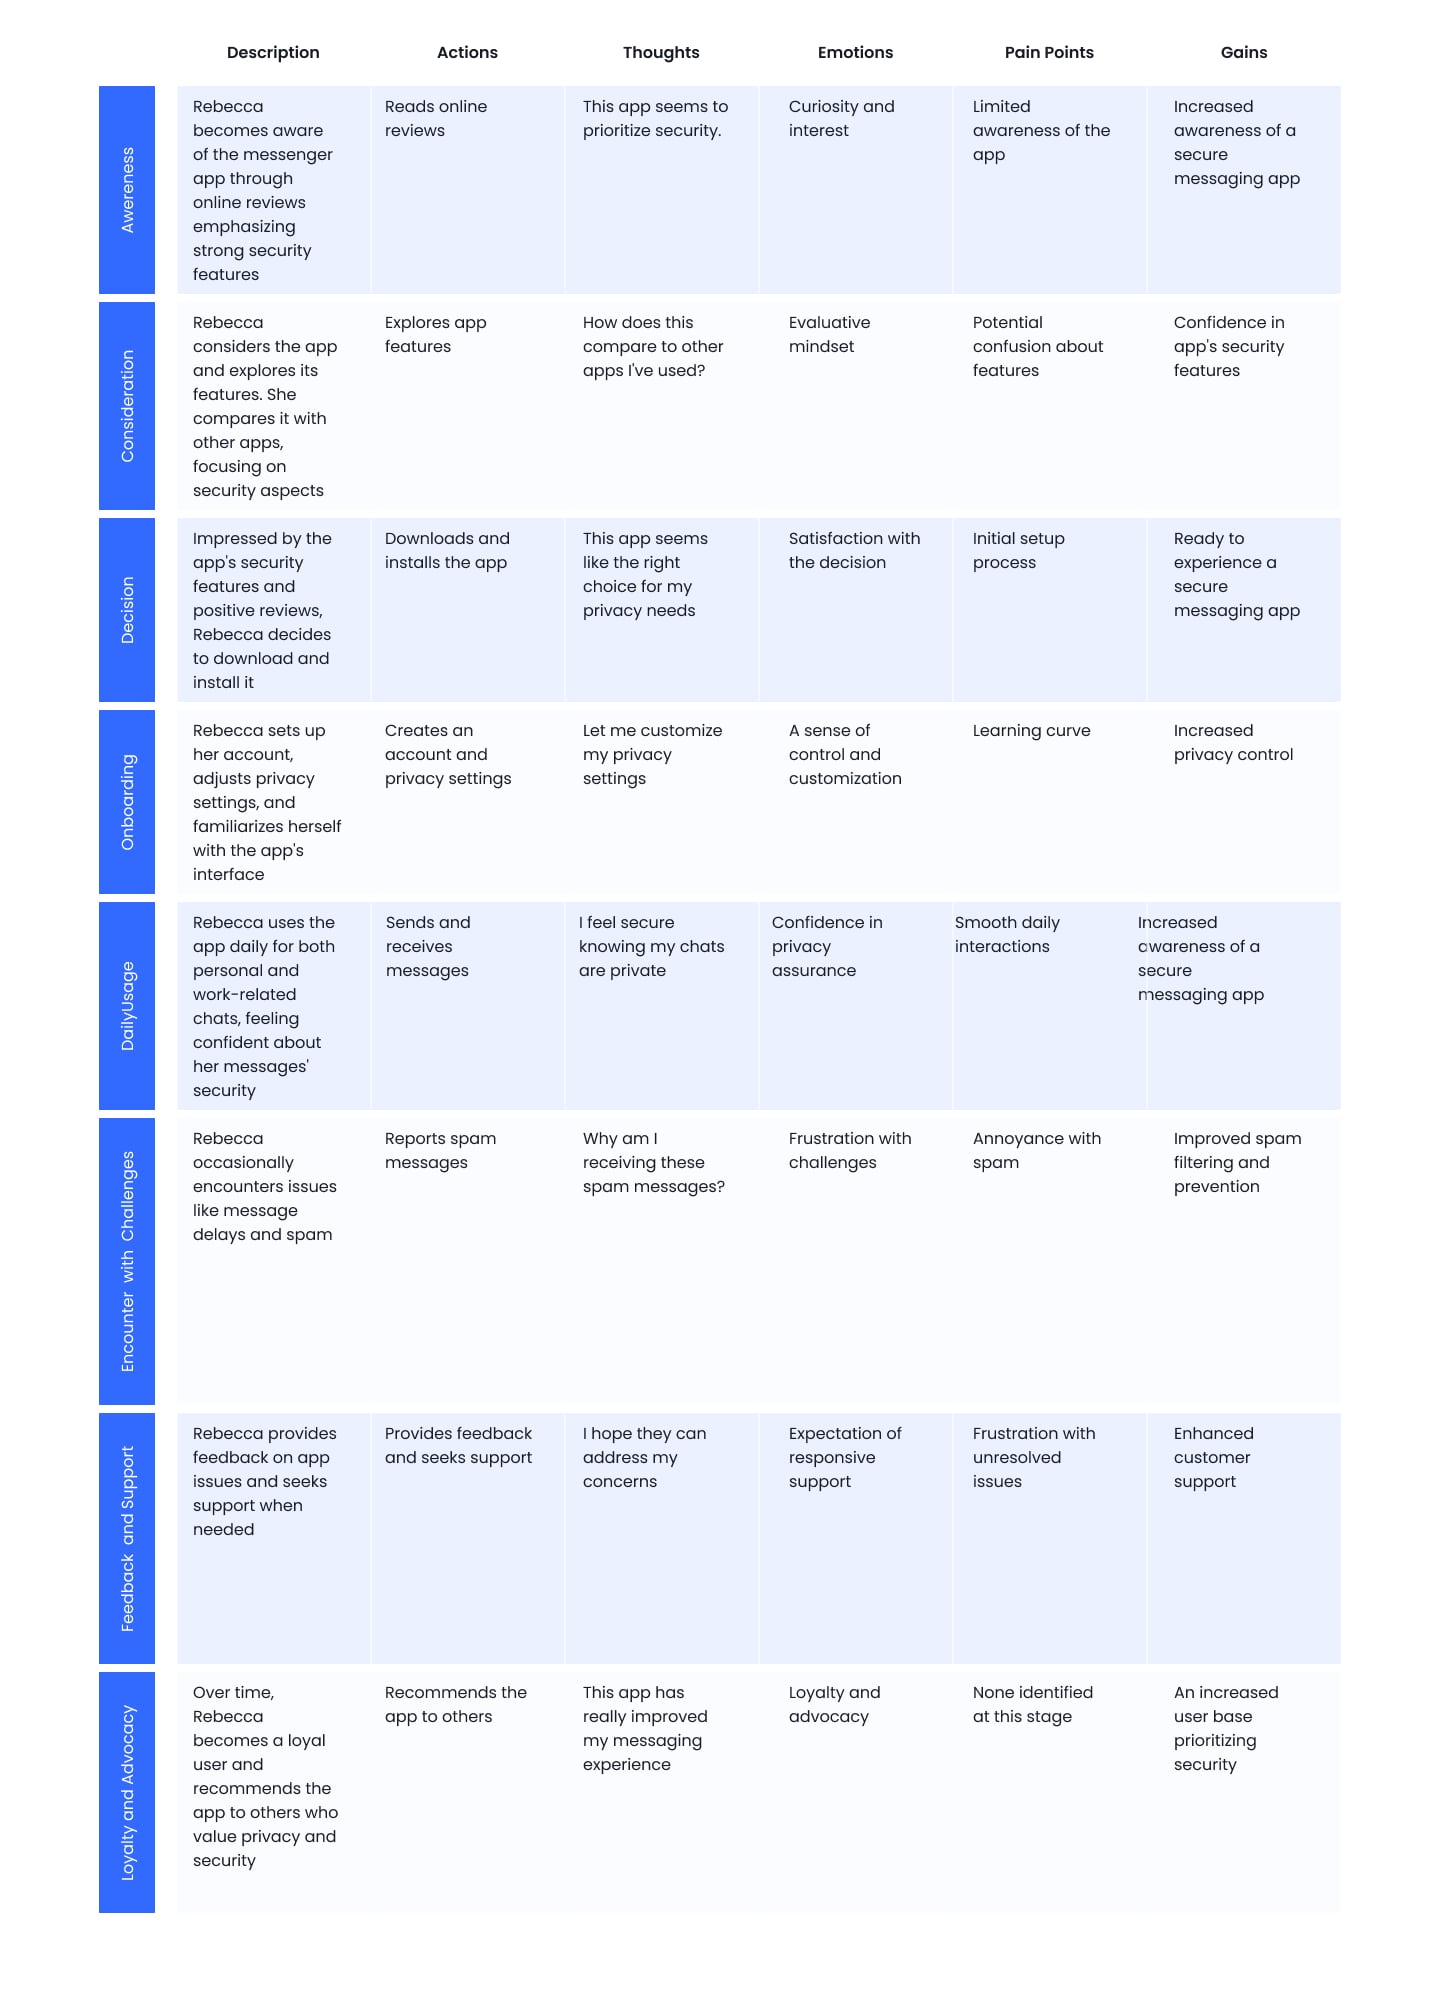 Description
Actions
Thoughts
Emotions
Pain Points
Gains
Awereness
Rebecca
becomes aware
of the messenger
app through
online reviews
emphasizing
strong security
features
Reads online
reviews
This app seems to
prioritize security.
Curiosity and
interest
Limited
awareness of the
app
Increased
awareness of a
secure
messaging app
Consideration
Rebecca
considers the app
and explores its
features. She
compares it with
other apps,
focusing on
security aspects
Explores app
features
How does this
compare to other
apps I've used?
Evaluative
mindset
Potential
confusion about
features
Confidence in
app's security
features
Decision
Impressed by the
app's security
features and
positive reviews,
Rebecca decides
to download and
install it
Downloads and
installs the app
This app seems
like the right
choice for my
privacy needs
Satisfaction with
the decision
Initial setup
process
Ready to
experience a
secure
messaging app
Onboarding
Rebecca sets up
her account,
adjusts privacy
settings, and
familiarizes herself
with the app's
interface
Creates an
account and
privacy settings
Let me customize
my privacy
settings
A sense of
control and
customization
Learning curve
Increased
privacy control
DailyUsage
Rebecca uses the
app daily for both
personal and
work-related
chats, feeling
confident about
her messages'
security
Sends and
receives
messages
I feel secure
knowing my chats
are private
Confidence in
privacy
assurance
Smooth daily
interactions
Increased
awareness of a
secure
messaging app
Encounter with Challenges
Rebecca
occasionally
encounters issues
like message
delays and spam
Reports spam
messages
Why am I
receiving these
spam messages?
Frustration with
challenges
Annoyance with
spam
Improved spam
filtering and
prevention
Feedback and Support
Rebecca provides
feedback on app
issues and seeks
support when
needed
Provides feedback
and seeks support
I hope they can
address my
concerns
Expectation of
responsive
support
Frustration with
unresolved
issues
Enhanced
customer
support
Loyalty and Advocacy
Over time,
Rebecca
becomes a loyal
user and
recommends the
app to others who
value privacy and
security
Recommends the
app to others
This app has
really improved
my messaging
experience
Loyalty and
advocacy
None identified
at this stage
An increased
user base
prioritizing
security